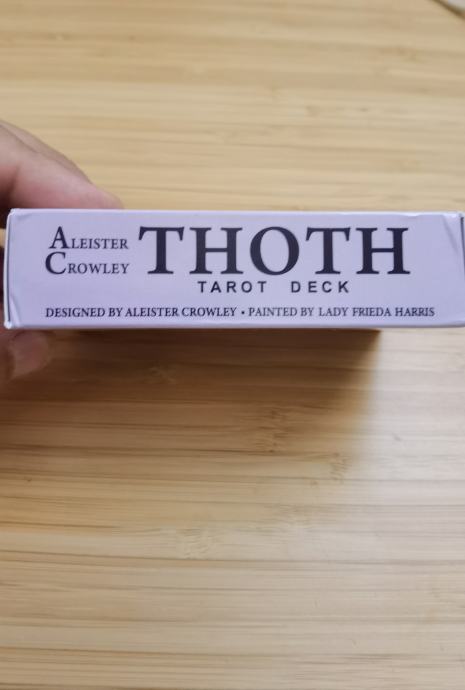 ALEISTER
CROWLEY THOTH
TAROT DECK
DESIGNED BY ALEISTER CROWLEY • PAINTED BY LADY FRIEDA HARRIS